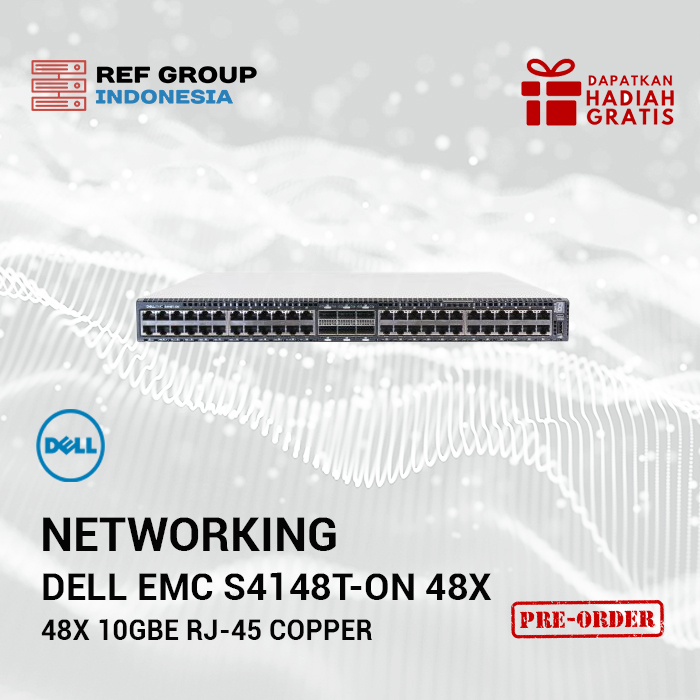 REF GROUP
INDONESIA
DAPATKAN
HADIAH
GRATIS
DELL
NETWORKING
DELL EMC S4148T-ON 48X
48X 10GBE RJ-45 COPPER
PRE-ORDER